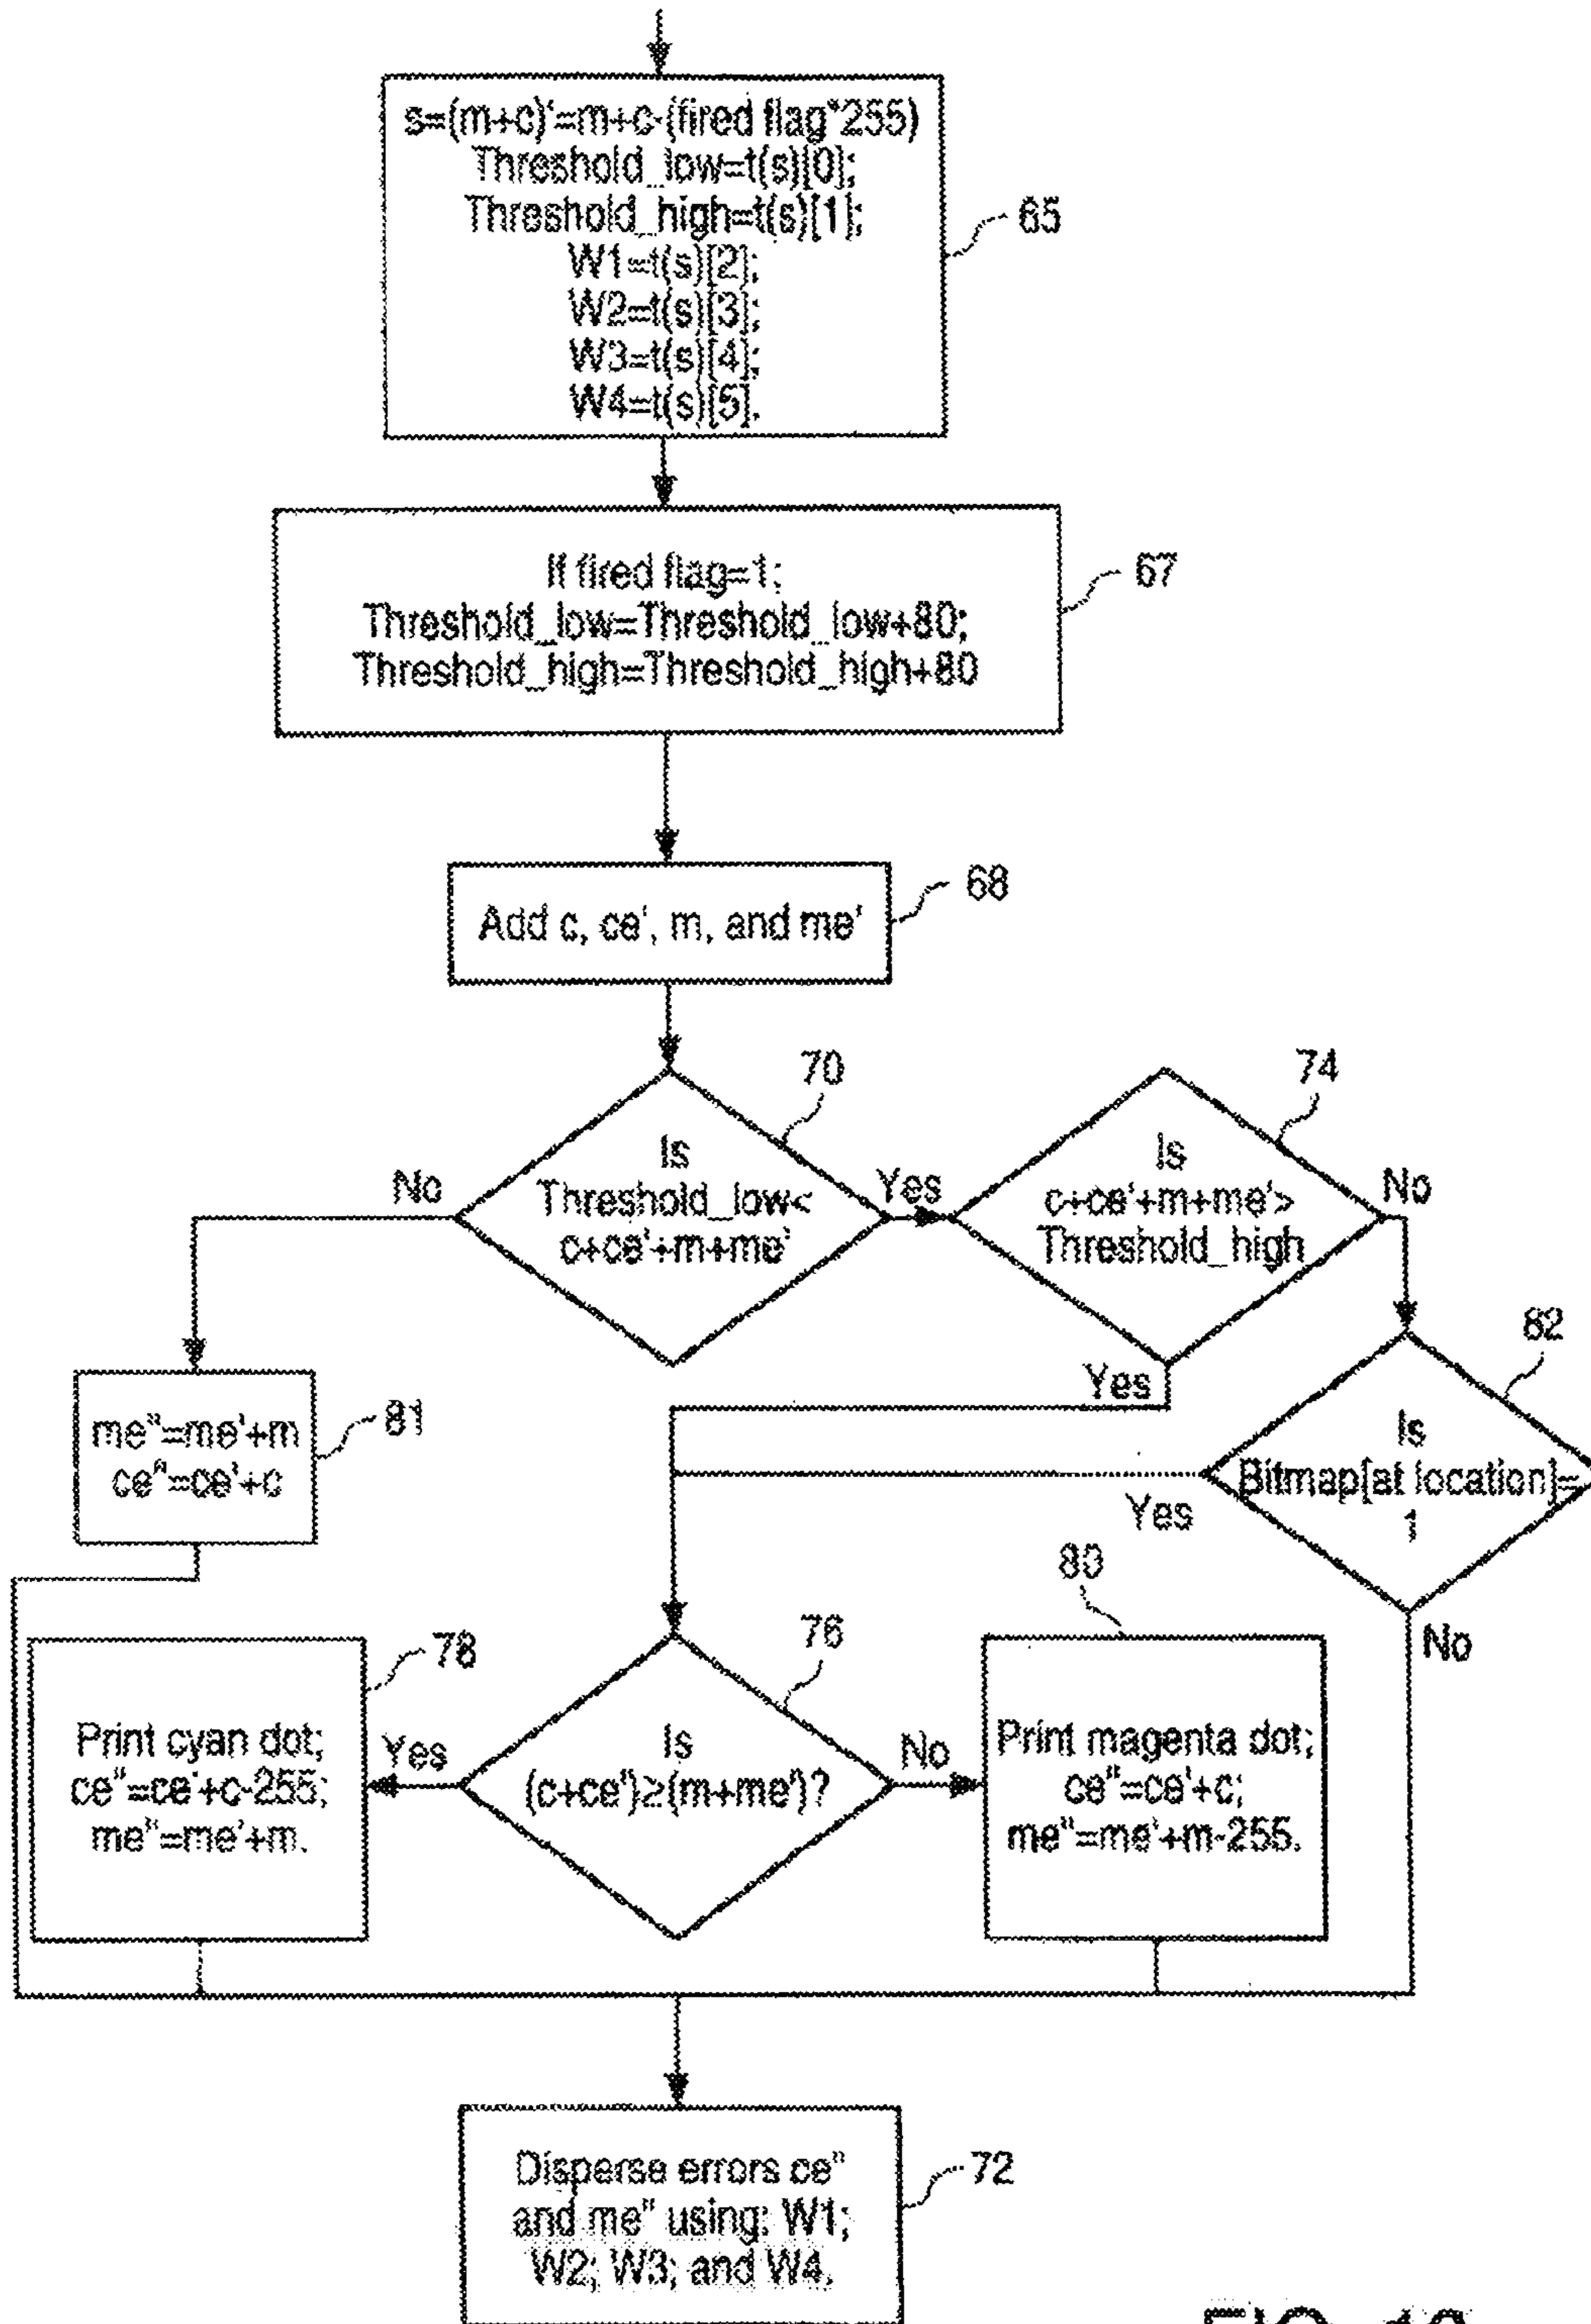 s=(m+c)'=m+c-(fired flag*255)
Threshold_low=t(s)[0];
Threshold_high=t(s)[1];
W1=t(s)[2];
W2=t(s)[3];
W3=t(s)[4];
W4=t(s)[5].
65
If fired flag=1:
Threshold_low=Threshold_low+80;
Threshold_high=Threshold_high+80
67
Add c, ce', m, and me'
68
70
Is
Threshold_low<
c+ce'+m+me'
No
Yes
74
Is
c+ce'+m+me'>
Threshold_high
No
Yes
me"=me'+m
ce"=ce'+c
81
82
Is
Bitmap[at location]=
1
Yes
No
78
Print cyan dot;
ce"=ce'+c-255;
me"=me'+m.
76
Is
(c+ce')≥(m+me')?
Yes
No
80
Print magenta dot;
ce"=ce'+c;
me"=me'+m-255.
Disperse errors ce"
and me" using: W1;
W2; W3; and W4.
72